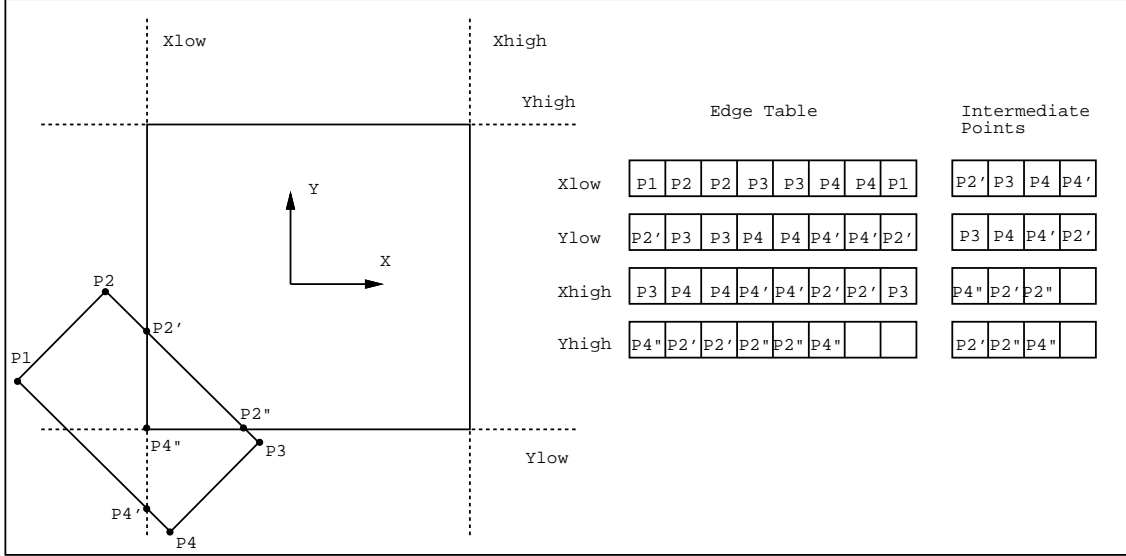 Xlow
Xhigh
Yhigh
Y
X
P2
P2'
P1
P2"
P4"
P3
Ylow
P4'
P4
Edge Table
Intermediate
Points
Xlow P1 P2 P2 P3 P3 P4 P4 P1 P2' P3 P4 P4'
Ylow P2' P3 P3 P4 P4 P4' P4' P2' P3 P4 P4' P2'
Xhigh P3 P4 P4 P4' P4' P2' P2' P3 P4" P2' P2"
Yhigh P4" P2' P2' P2" P2" P4" P2' P2" P4"